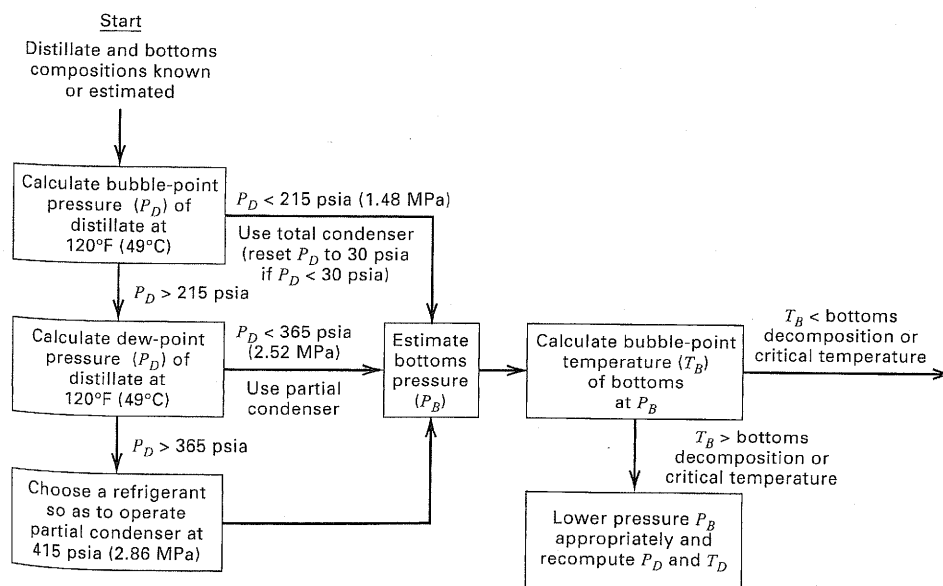 Start
Distillate and bottoms
compositions known
or estimated
Calculate bubble-point
pressure (P_D) of
distillate at
120°F (49°C)
P_D < 215 psia (1.48 MPa)
Use total condenser
(reset P_D to 30 psia
if P_D < 30 psia)
P_D > 215 psia
Calculate dew-point
pressure (P_D) of
distillate at
120°F (49°C)
P_D < 365 psia
(2.52 MPa)
Use partial
condenser
Estimate
bottoms
pressure
(P_B)
Calculate bubble-point
temperature (T_B)
of bottoms
at P_B
T_B < bottoms
decomposition or
critical temperature
P_D > 365 psia
Choose a refrigerant
so as to operate
partial condenser at
415 psia (2.86 MPa)
T_B > bottoms
decomposition or
critical temperature
Lower pressure P_B
appropriately and
recompute P_D and T_D